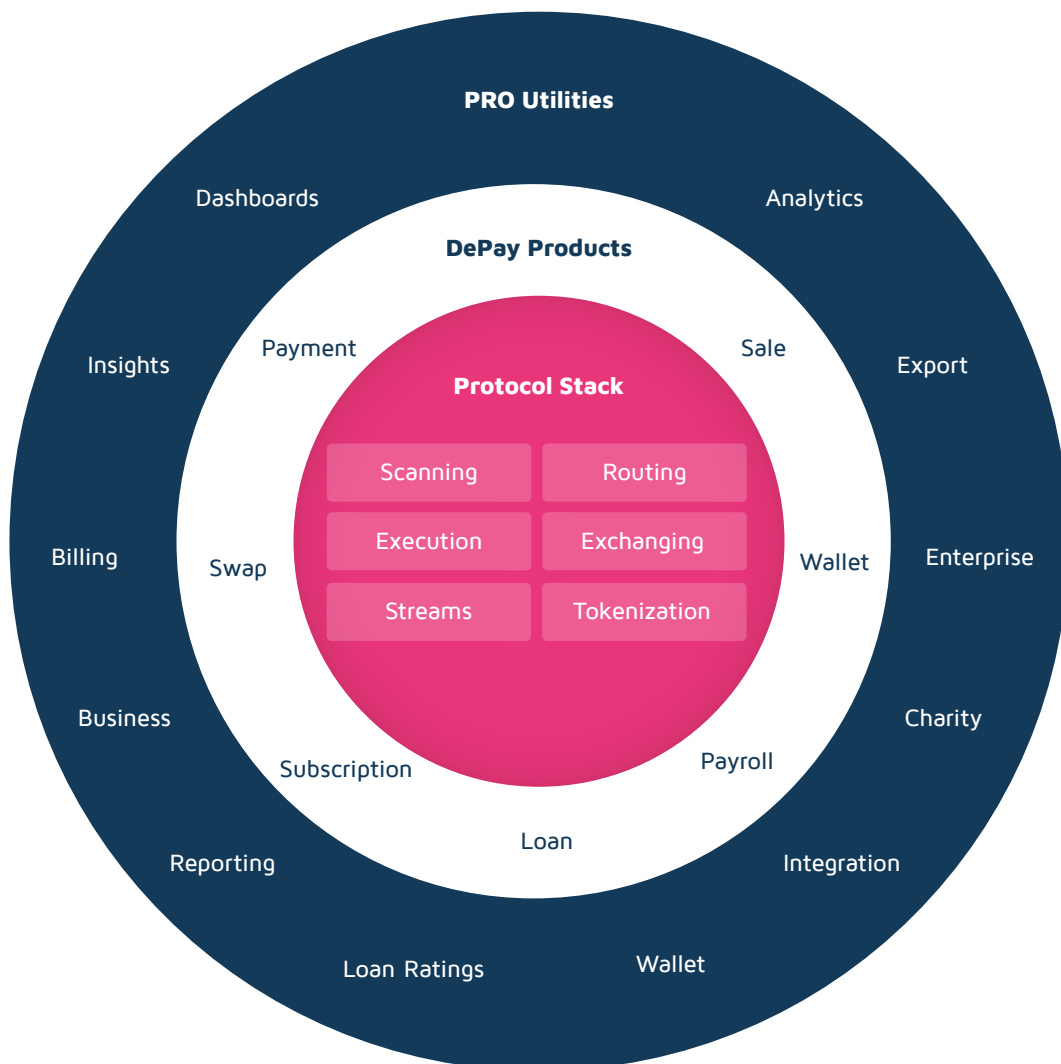 PRO Utilities
Dashboards
Analytics
DePay Products
Payment
Sale
Insights
Export
Protocol Stack
Scanning
Routing
Execution
Exchanging
Billing
Swap
Wallet
Enterprise
Streams
Tokenization
Business
Charity
Subscription
Payroll
Loan
Reporting
Integration
Loan Ratings
Wallet